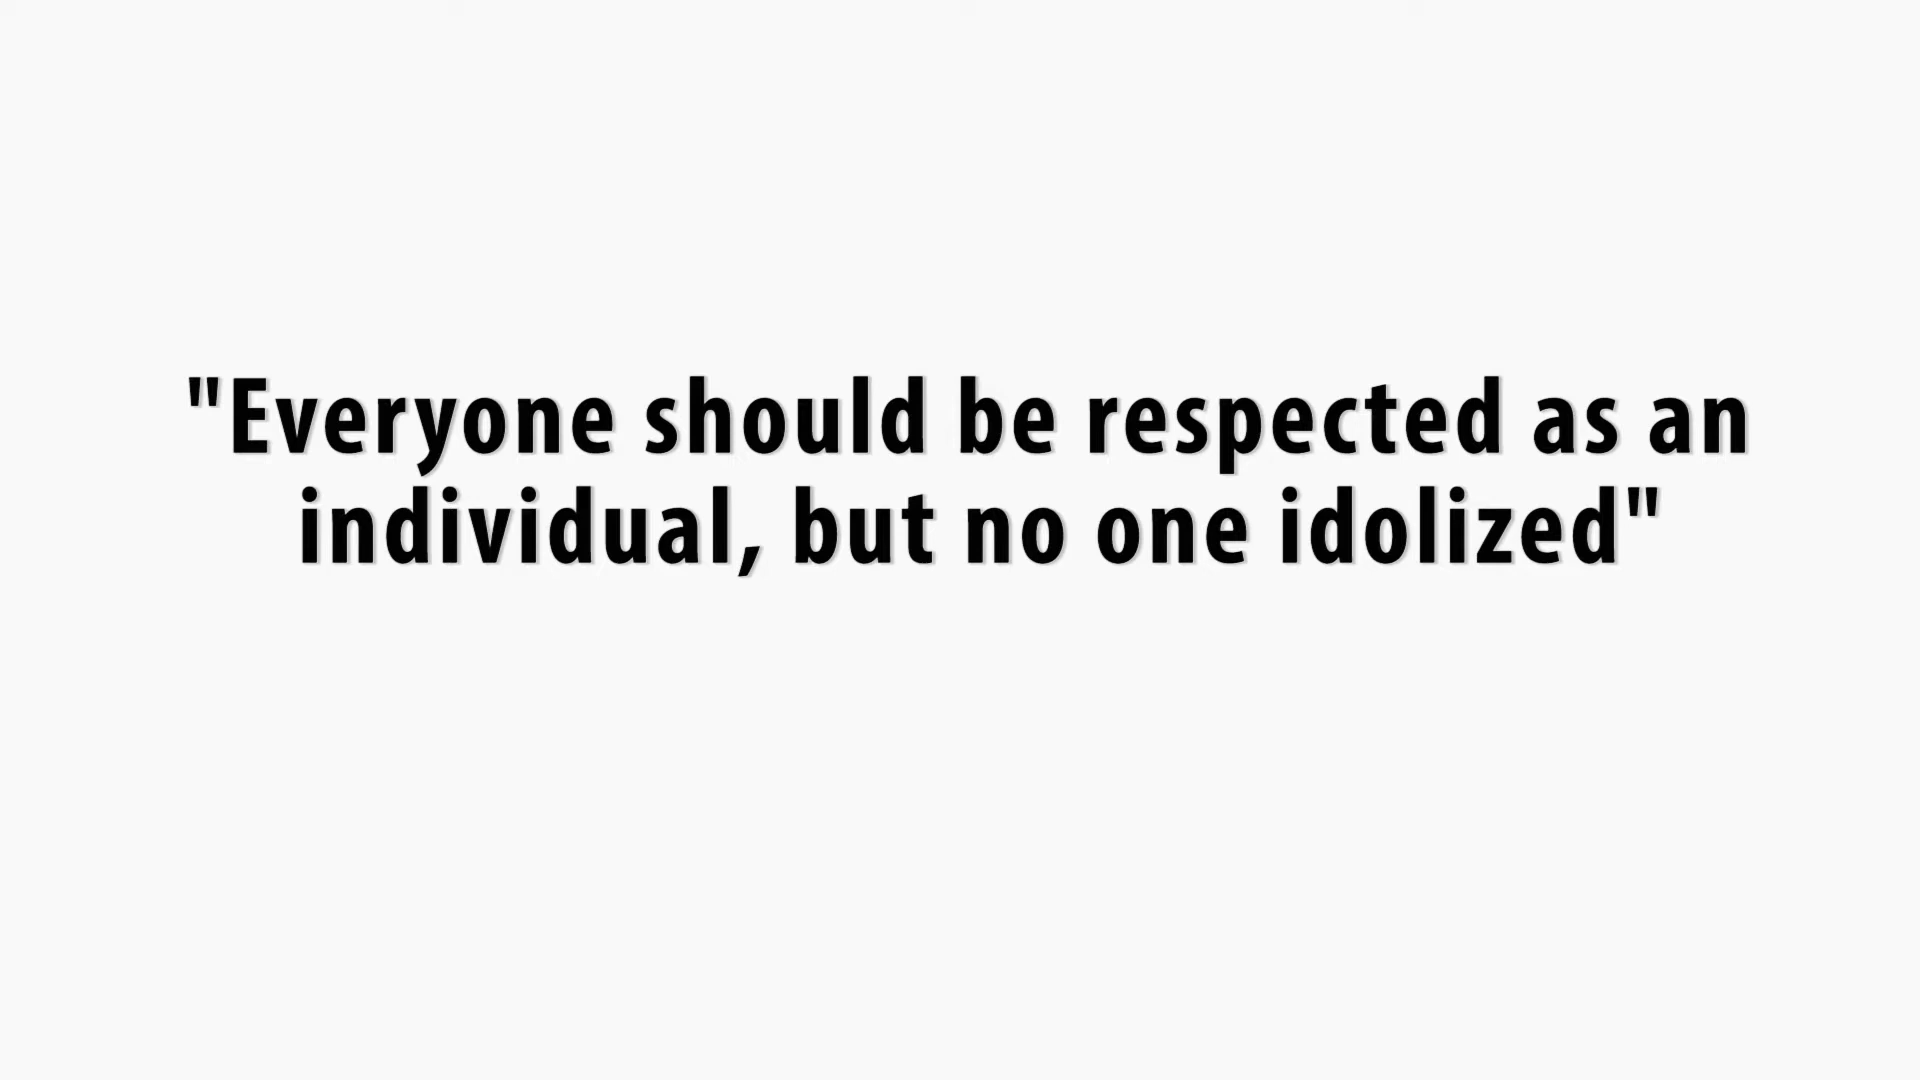 "Everyone should be respected as an
individual, but no one idolized"